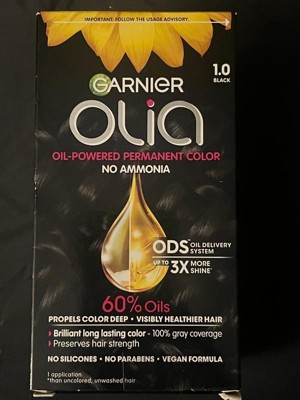 IMPORTANT: FOLLOW THE USAGE ADVISORY.
GARNIER
1.0
BLACK
Olia
OIL-POWERED PERMANENT COLOR
NO AMMONIA
ODS OIL DELIVERY
SYSTEM
UP TO 3X MORE
SHINE*
60% Oils
PROPELS COLOR DEEP • VISIBLY HEALTHIER HAIR
Brilliant long lasting color - 100% gray coverage
Preserves hair strength
NO SILICONES • NO PARABENS • VEGAN FORMULA
1 application
*than uncolored, unwashed hair